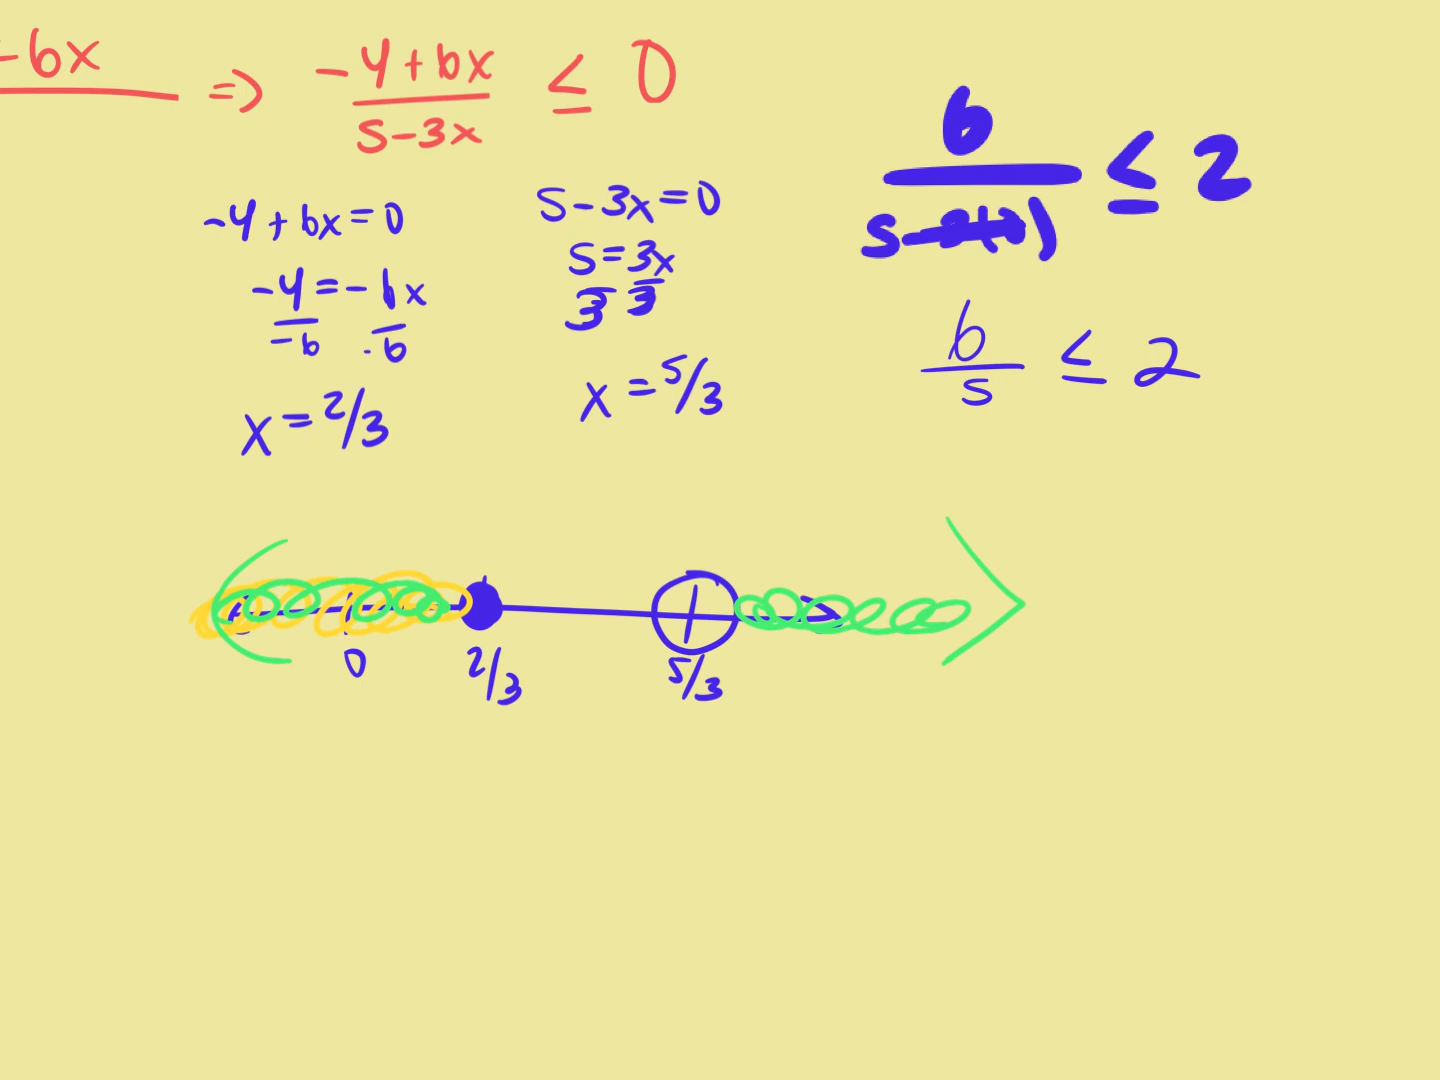 -6x
=> -4+6x / 5-3x ≤ 0
6 / 5-3( ) ≤ 2
-4+6x=0
-4=-6x
-6 -6
x=2/3
5-3x=0
5=3x
3 3
x=5/3
6/5 ≤ 2
0 2/3 5/3